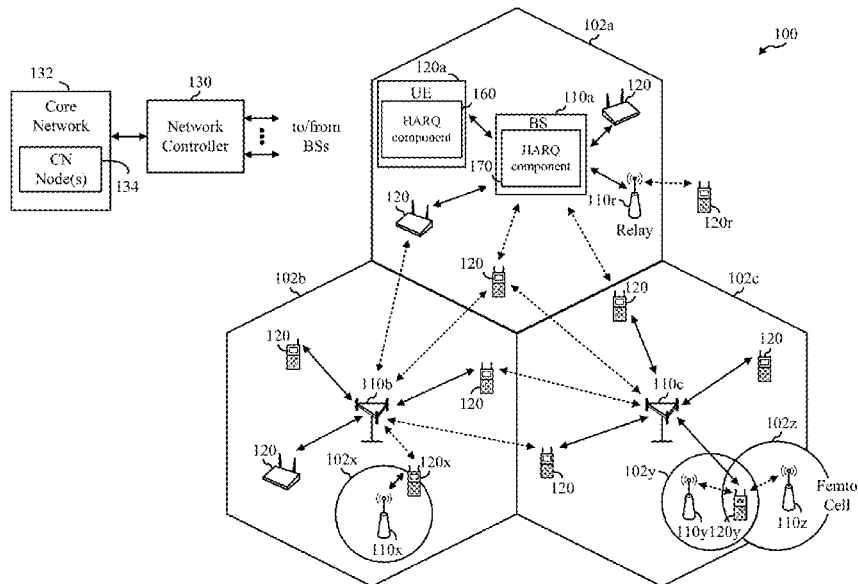 102a
100
132
130
120a
120
Core
Network
UE
160
110a
Network
Controller
HARQ
component
BS
to/from
BSs
HARQ
component
CN
Node(s)
134
170
110r
120
Relay
120r
102b
120
120
102c
120
120
120
110b
110c
120
102z
120
102x
120x
120
102y
Femto
Cell
110x
110y
120y
110z